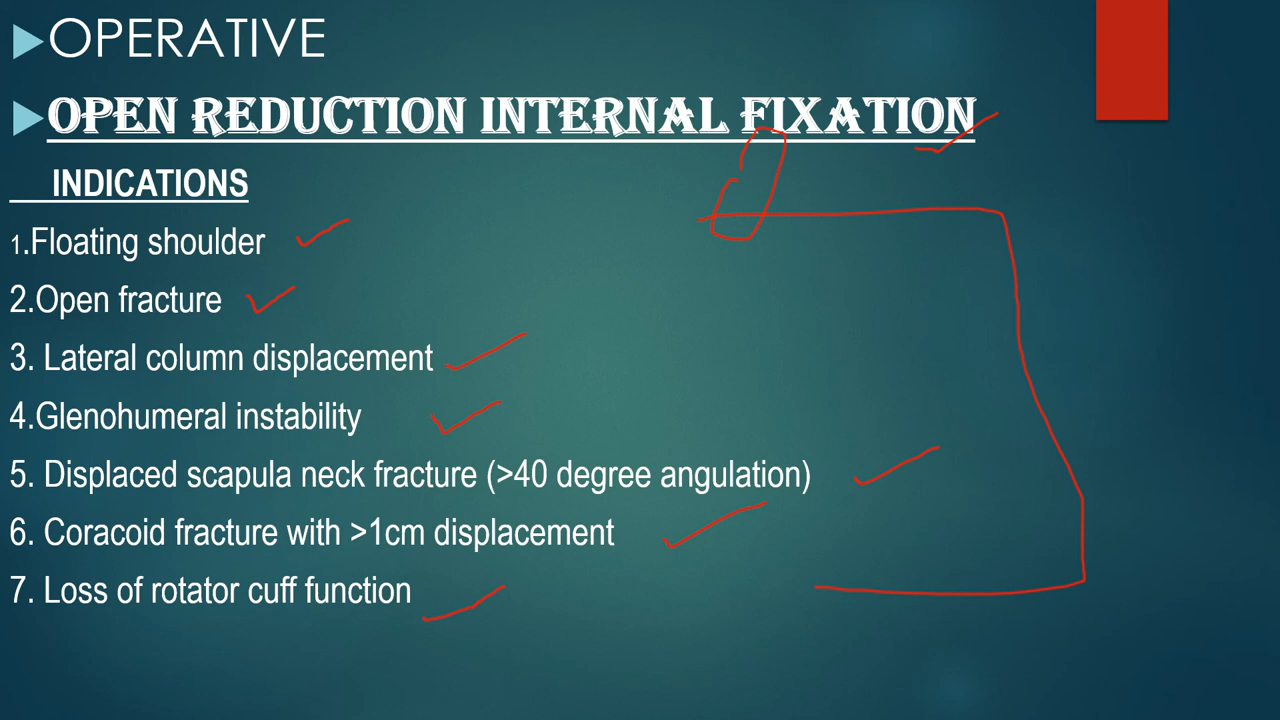 OPERATIVE
OPEN REDUCTION INTERNAL FIXATION
INDICATIONS
1.Floating shoulder
2.Open fracture
3. Lateral column displacement
4.Glenohumeral instability
5. Displaced scapula neck fracture (>40 degree angulation)
6. Coracoid fracture with >1cm displacement
7. Loss of rotator cuff function